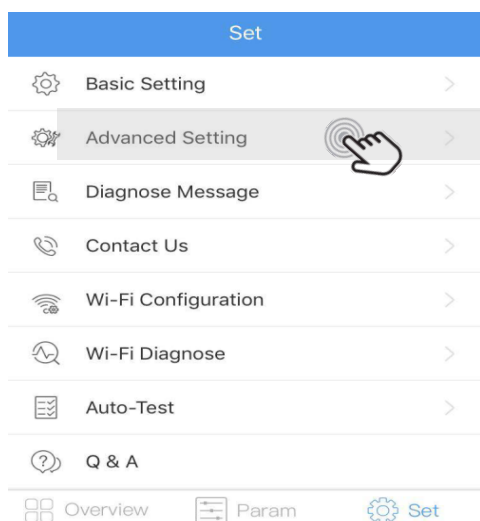 Set
Basic Setting
Advanced Setting
Diagnose Message
Contact Us
Wi-Fi Configuration
Wi-Fi Diagnose
Auto-Test
Q & A
Overview Param Set